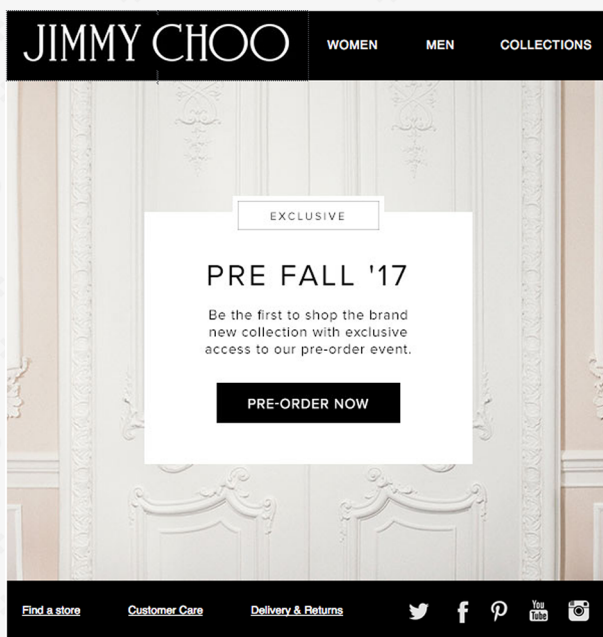 JIMMY CHOO WOMEN MEN COLLECTIONS
EXCLUSIVE
PRE FALL '17
Be the first to shop the brand
new collection with exclusive
access to our pre-order event.
PRE-ORDER NOW
Find a store Customer Care Delivery & Returns You Tube